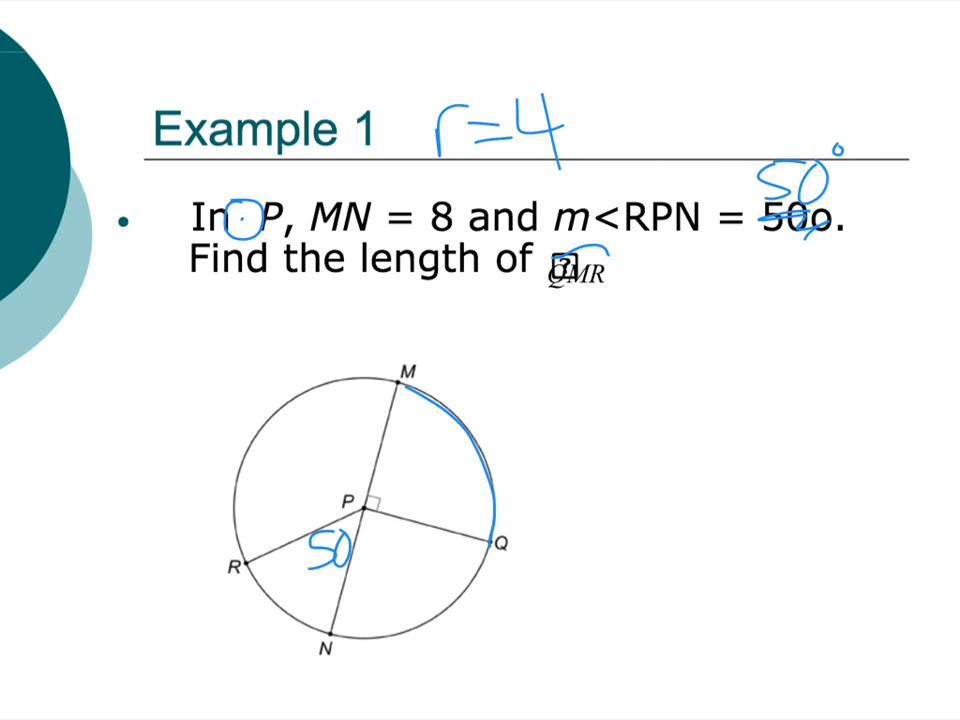 Example 1 r=4
50°
• In ⊙ P, MN = 8 and m<RPN = 50o.
Find the length of QMR
M
P
50
Q
R
N